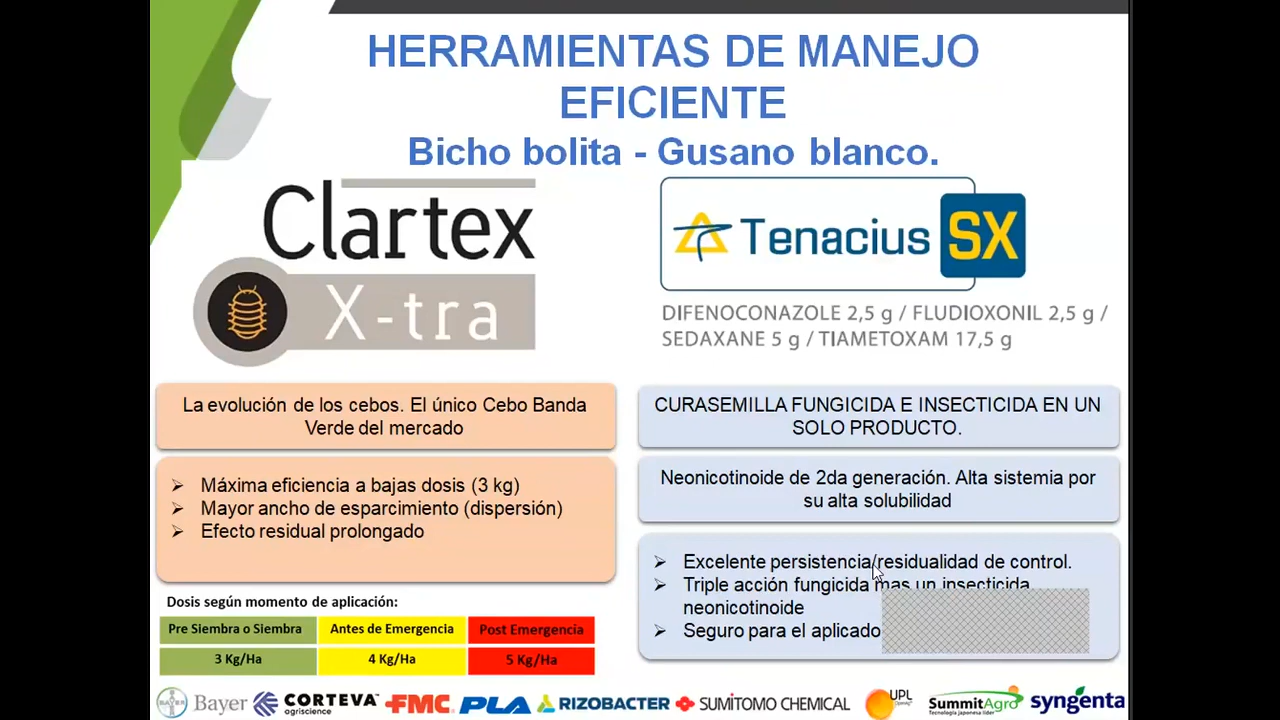 HERRAMIENTAS DE MANEJO
EFICIENTE
Bicho bolita - Gusano blanco.
Clartex
X-tra
Tenacius SX
DIFENOCONAZOLE 2,5 g / FLUDIOXONIL 2,5 g /
SEDAXANE 5 g / TIAMETOXAM 17,5 g
La evolución de los cebos. El único Cebo Banda
Verde del mercado
Máxima eficiencia a bajas dosis (3 kg)
Mayor ancho de esparcimiento (dispersión)
Efecto residual prolongado
CURASEMILLA FUNGICIDA E INSECTICIDA EN UN
SOLO PRODUCTO.
Neonicotinoide de 2da generación. Alta sistemia por
su alta solubilidad
Excelente persistencia/residualidad de control.
Triple acción fungicida mas un insecticida
neonicotinoide
Seguro para el aplicado
Dosis según momento de aplicación:
Pre Siembra o Siembra Antes de Emergencia Post Emergencia
3 Kg/Ha 4 Kg/Ha 5 Kg/Ha
BAYER Bayer CORTEVA agriscience FMC PLA RIZOBACTER SUMITOMO CHEMICAL UPL SummitAgro Tecnología japonesa líder syngenta